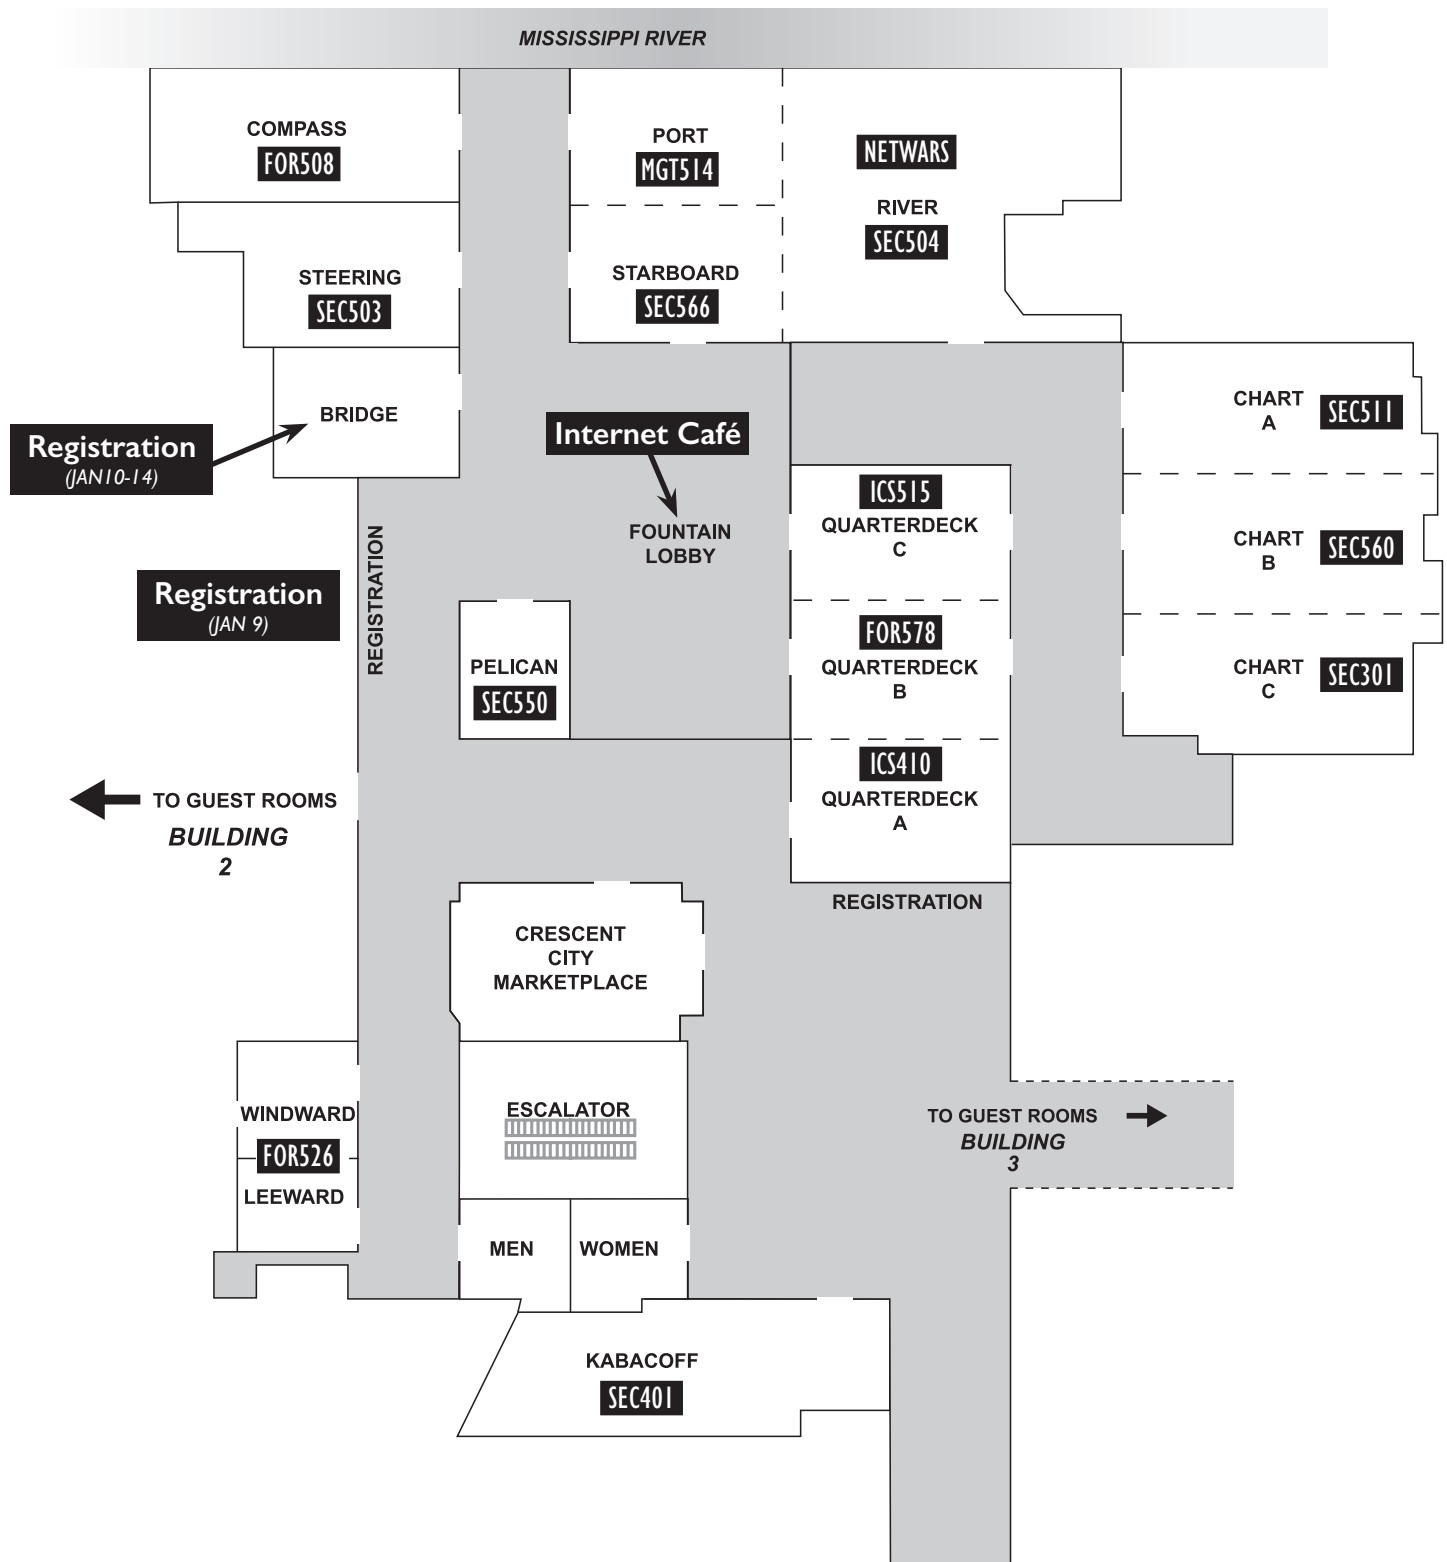 MISSISSIPPI RIVER
COMPASS
FOR508
PORT
MGT514
NETWARS
RIVER
SEC504
STEERING
SEC503
STARBOARD
SEC566
BRIDGE
Registration
(JAN10-14)
Internet Café
FOUNTAIN
LOBBY
CHART
A
SEC511
ICS515
QUARTERDECK
C
CHART
B
SEC560
REGISTRATION
Registration
(JAN 9)
PELICAN
SEC550
FOR578
QUARTERDECK
B
CHART
C
SEC301
ICS410
QUARTERDECK
A
TO GUEST ROOMS
BUILDING
2
REGISTRATION
CRESCENT
CITY
MARKETPLACE
WINDWARD
FOR526
LEEWARD
ESCALATOR
TO GUEST ROOMS
BUILDING
3
MEN
WOMEN
KABACOFF
SEC401